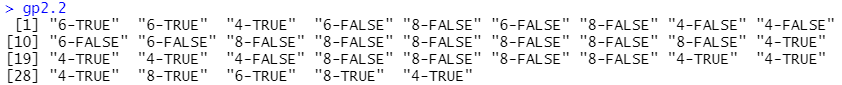 > gp2.2
[1] "6-TRUE" "6-TRUE" "4-TRUE" "6-FALSE" "8-FALSE" "6-FALSE" "8-FALSE" "4-FALSE" "4-FALSE"
[10] "6-FALSE" "6-FALSE" "8-FALSE" "8-FALSE" "8-FALSE" "8-FALSE" "8-FALSE" "8-FALSE" "4-TRUE"
[19] "4-TRUE" "4-TRUE" "4-FALSE" "8-FALSE" "8-FALSE" "8-FALSE" "8-FALSE" "4-TRUE" "4-TRUE"
[28] "4-TRUE" "8-TRUE" "6-TRUE" "8-TRUE" "4-TRUE"